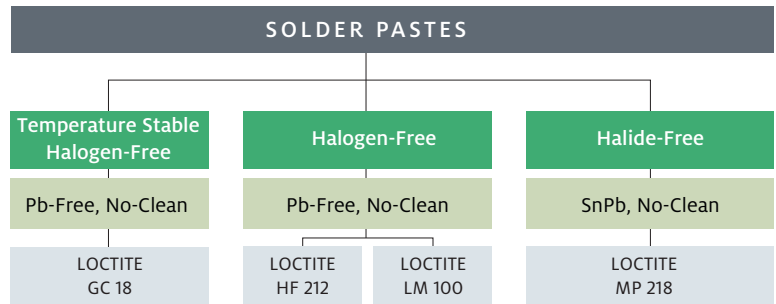 SOLDER PASTES
Temperature Stable
Halogen-Free
Halogen-Free
Halide-Free
Pb-Free, No-Clean
Pb-Free, No-Clean
SnPb, No-Clean
LOCTITE
GC 18
LOCTITE
HF 212
LOCTITE
LM 100
LOCTITE
MP 218